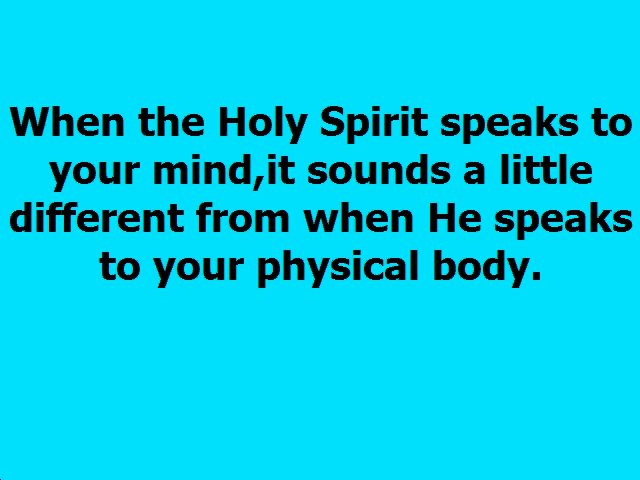 When the Holy Spirit speaks to
your mind,it sounds a little
different from when He speaks
to your physical body.